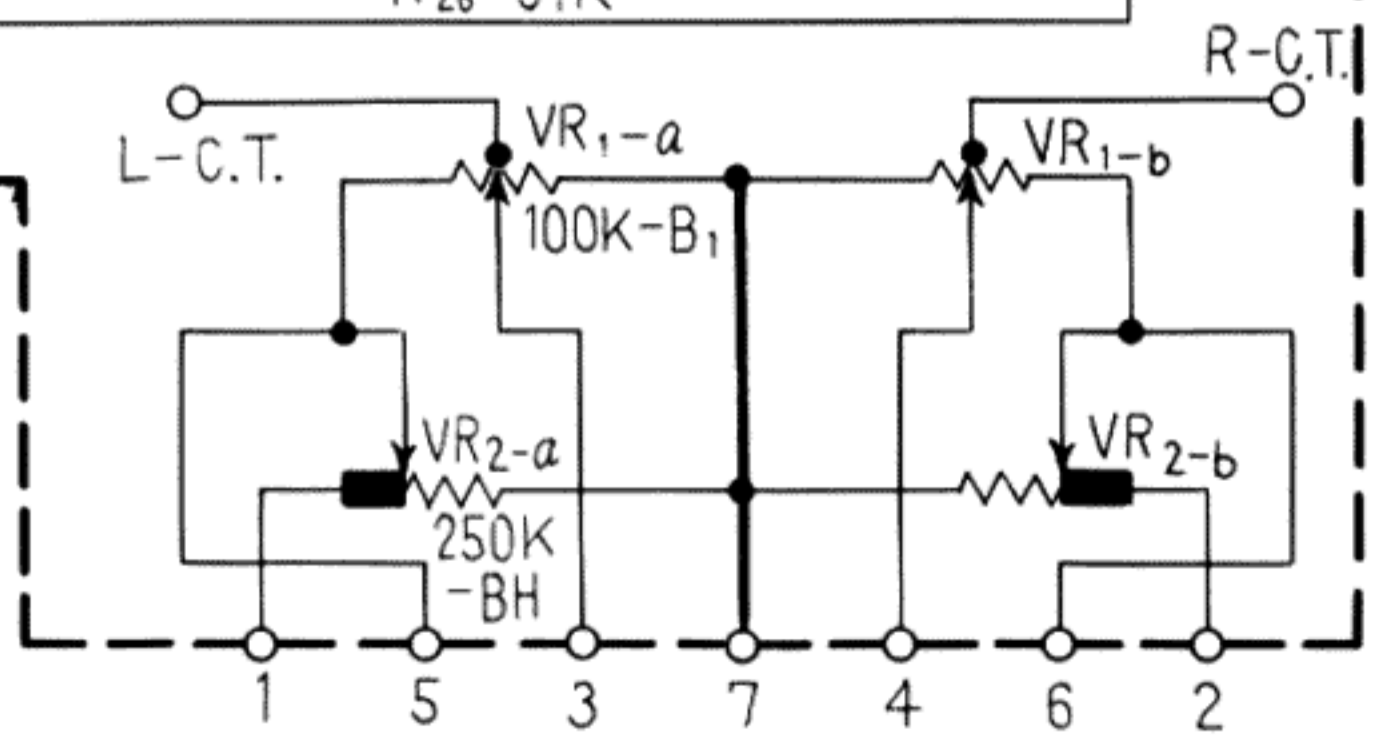 R-C.T.
L-C.T.
VR1-a
VR1-b
100K-B1
VR2-a
VR2-b
250K
-BH
1 5 3 7 4 6 2